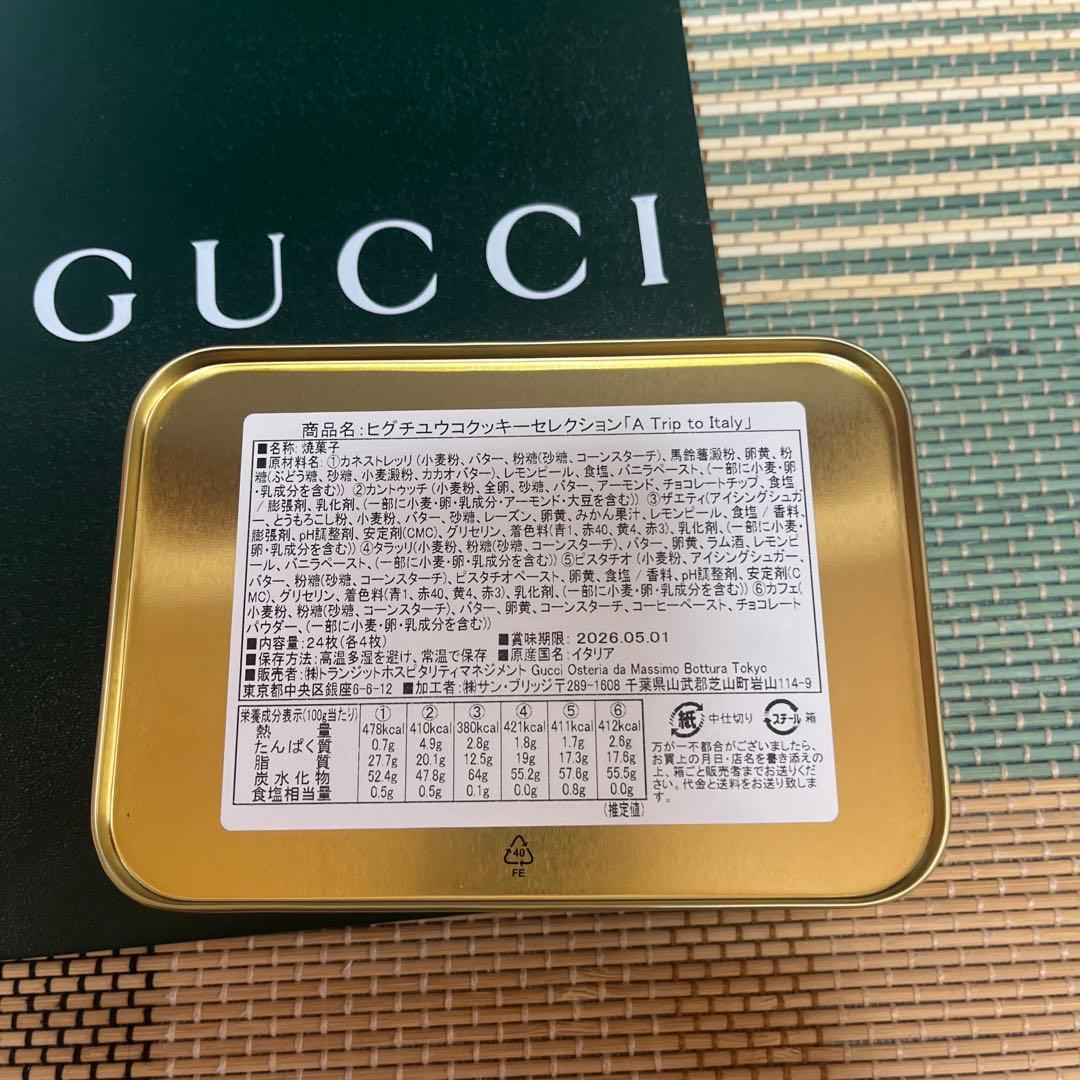 GUCCI
商品名:ヒグチユウコクッキーセレクション「A Trip to Italy」
■名称:焼菓子
■原材料名:①カネストレッリ(小麦粉、バター、粉糖(砂糖、コーンスターチ)、馬鈴薯澱粉、卵黄、粉
糖(ぶどう糖、砂糖、小麦澱粉、カカオバター)、レモンピール、食塩、バニラペースト、(一部に小麦・卵
・乳成分を含む)) ②カントゥッチ(小麦粉、全卵、砂糖、バター、アーモンド、チョコレートチップ、食塩
/膨張剤、乳化剤、(一部に小麦・卵・乳成分・アーモンド・大豆を含む)) ③ザエティ(アイシングシュガ
ー、とうもろこし粉、小麦粉、バター、砂糖、レーズン、卵黄、みかん果汁、レモンピール、食塩/香料、
膨張剤、pH調整剤、安定剤(CMC)、グリセリン、着色料(青1、赤40、黄4、赤3)、乳化剤、(一部に小麦・
卵・乳成分を含む)) ④タラッリ(小麦粉、粉糖(砂糖、コーンスターチ)、バター、卵黄、ラム酒、レモンピ
ール、バニラペースト、(一部に小麦・卵・乳成分を含む)) ⑤ピスタチオ(小麦粉、アイシングシュガー、
バター、粉糖(砂糖、コーンスターチ)、ピスタチオペースト、卵黄、食塩/香料、pH調整剤、安定剤(C
MC)、グリセリン、着色料(青1、赤40、黄4、赤3)、乳化剤、(一部に小麦・卵・乳成分を含む)) ⑥カフェ(
小麦粉、粉糖(砂糖、コーンスターチ)、バター、卵黄、コーンスターチ、コーヒーペースト、チョコレート
パウダー、(一部に小麦・卵・乳成分を含む))
■内容量:24枚(各4枚) ■賞味期限:2026.05.01
■保存方法:高温多湿を避け、常温で保存 ■原産国名:イタリア
■販売者:㈱トランジットホスピタリティマネジメント Gucci Osteria da Massimo Bottura Tokyo
東京都中央区銀座6-6-12 ■加工者:㈱サン・ブリッジ〒289-1608 千葉県山武郡芝山町岩山114-9
栄養成分表示(100g当たり) ① ② ③ ④ ⑤ ⑥
熱量 478kcal 410kcal 380kcal 421kcal 411kcal 412kcal
たんぱく質 0.7g 4.9g 2.8g 1.8g 1.7g 2.6g
脂質 27.7g 20.1g 12.5g 19g 17.3g 17.6g
炭水化物 52.4g 47.8g 64g 55.2g 57.6g 55.5g
食塩相当量 0.5g 0.5g 0.1g 0.0g 0.8g 0.0g
(推定値)
紙 中仕切り スチール 箱
万が一不都合がございましたら、
お買上の月日・店名を書き添えの
上、箱ごと販売者までお送りくだ
さい。代金と送料をお送り致しま
す。
40
FE